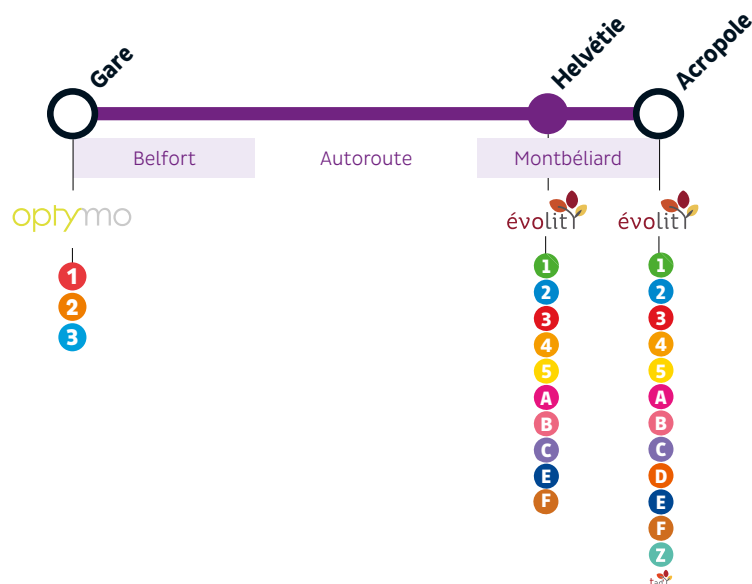 Gare
Helvétie
Acropole
Belfort
Autoroute
Montbéliard
optymo
évolity
évolity
1
2
3
1
2
3
4
5
A
B
C
E
F
1
2
3
4
5
A
B
C
D
E
F
Z